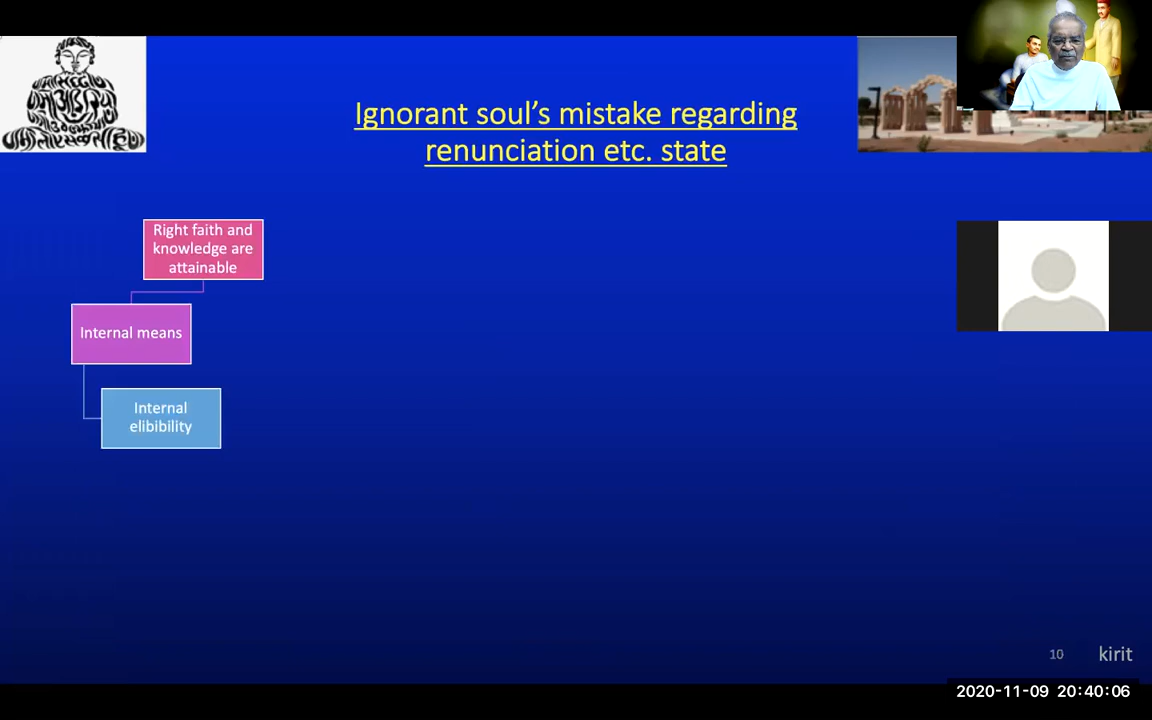 Ignorant soul’s mistake regarding
renunciation etc. state
Right faith and
knowledge are
attainable
Internal means
Internal
elibibility
10
kirit
2020-11-09 20:40:06